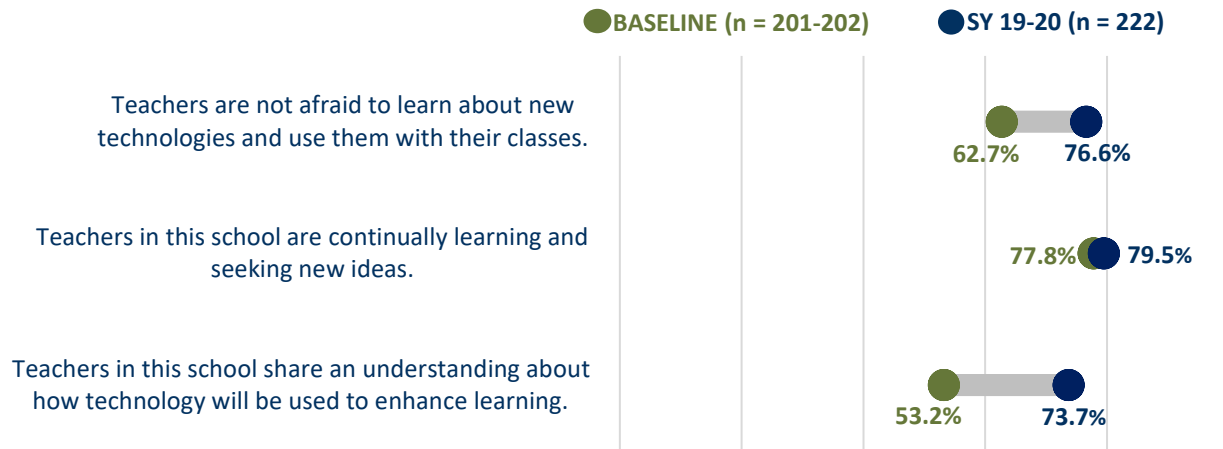 BASELINE (n = 201-202) SY 19-20 (n = 222)
Teachers are not afraid to learn about new
technologies and use them with their classes.
62.7% 76.6%
Teachers in this school are continually learning and
seeking new ideas.
77.8% 79.5%
Teachers in this school share an understanding about
how technology will be used to enhance learning.
53.2% 73.7%